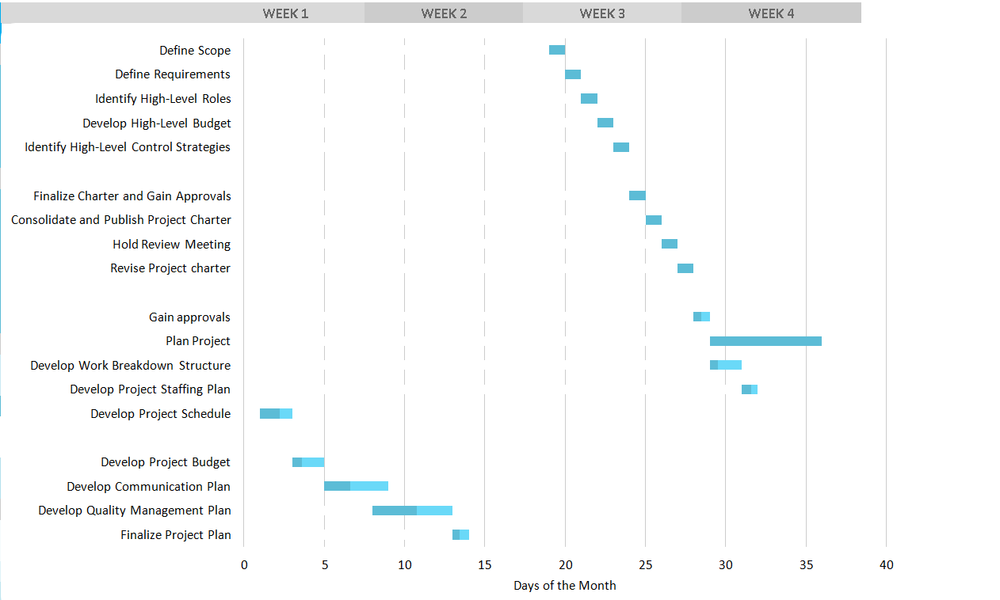 WEEK 1 WEEK 2 WEEK 3 WEEK 4
Define Scope
Define Requirements
Identify High-Level Roles
Develop High-Level Budget
Identify High-Level Control Strategies
Finalize Charter and Gain Approvals
Consolidate and Publish Project Charter
Hold Review Meeting
Revise Project charter
Gain approvals
Plan Project
Develop Work Breakdown Structure
Develop Project Staffing Plan
Develop Project Schedule
Develop Project Budget
Develop Communication Plan
Develop Quality Management Plan
Finalize Project Plan
0 5 10 15 20 25 30 35 40
Days of the Month